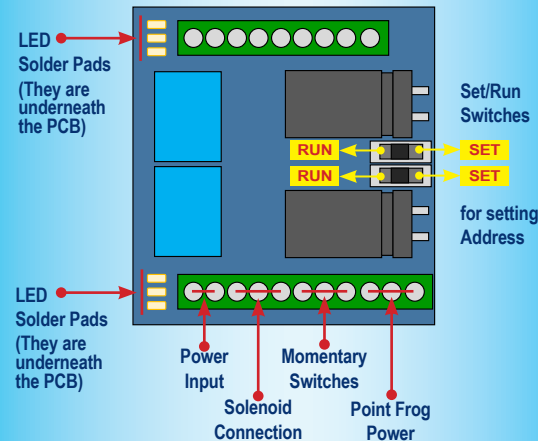 LED
Solder Pads
(They are
underneath
the PCB)
Set/Run
Switches
RUN
SET
RUN
SET
for setting
Address
LED
Solder Pads
(They are
underneath
the PCB)
Power
Input
Momentary
Switches
Solenoid
Connection
Point Frog
Power